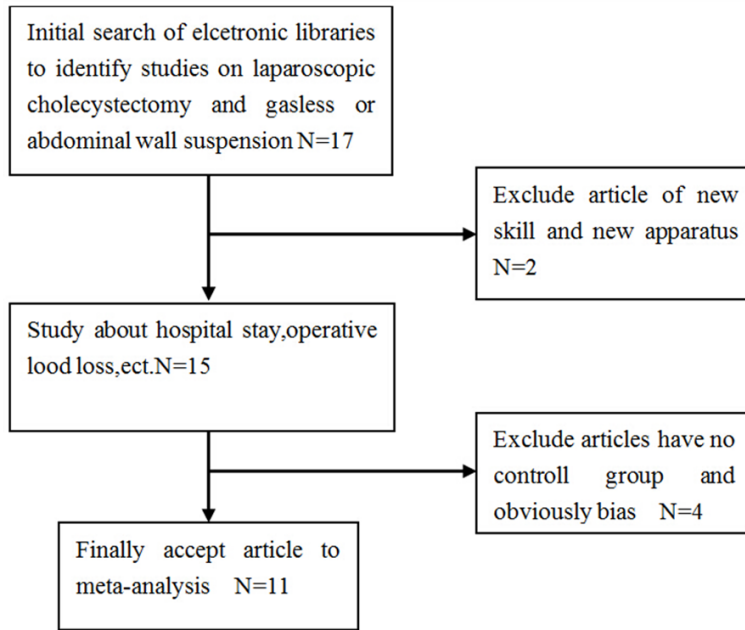 Initial search of elcetronic libraries
to identify studies on laparoscopic
cholecystectomy and gasless or
abdominal wall suspension N=17
Exclude article of new
skill and new apparatus
N=2
Study about hospital stay,operative
lood loss,ect.N=15
Exclude articles have no
controll group and
obviously bias N=4
Finally accept article to
meta-analysis N=11